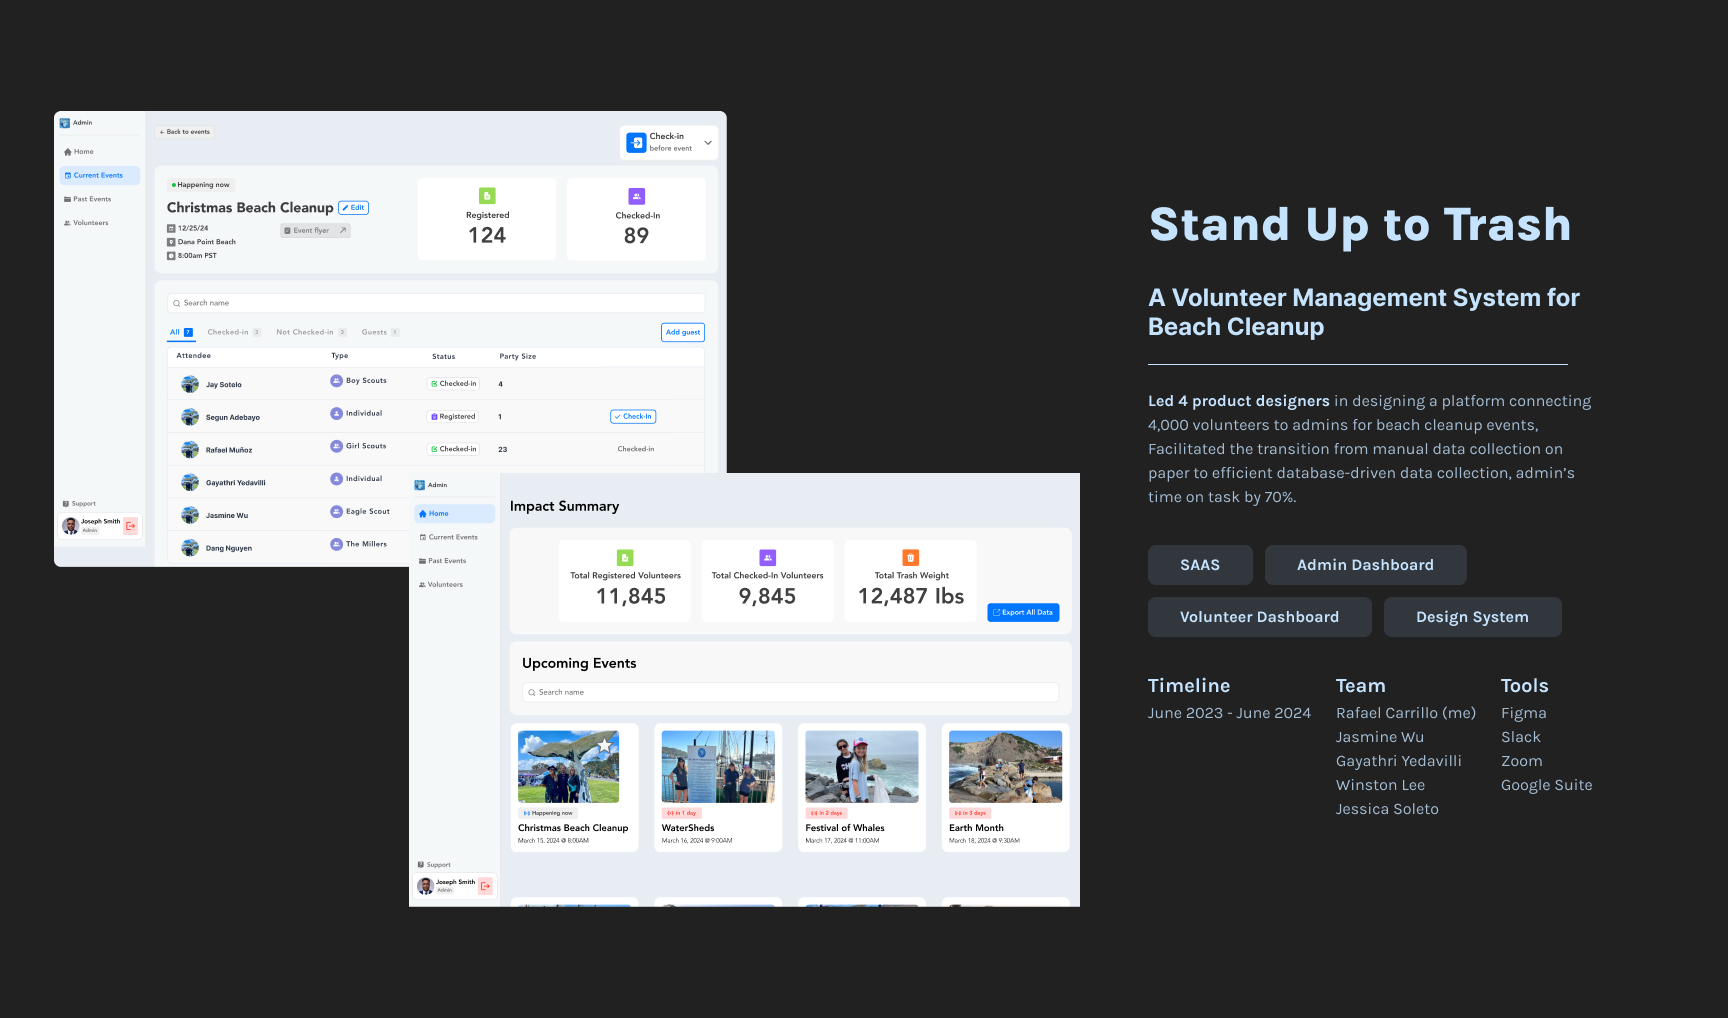 Admin
Home
Current Events
Past Events
Volunteers
Support
Joseph Smith
Admin
← Back to events
Check-in
before event
Happening now
Christmas Beach Cleanup
Edit
12/25/24
Dana Point Beach
8:00am PST
Event flyer
Registered
124
Checked-In
89
Search name
All 7 Checked-in 3 Not Checked-in 3 Guests 1
Add guest
Attendee Type Status Party Size
Jay Sotelo Boy Scouts Checked-in 4
Segun Adebayo Individual Registered 1 Check-In
Rafael Muñoz Girl Scouts Checked-in 23 Checked-in
Gayathri Yedavilli Individual
Jasmine Wu Eagle Scout
Dang Nguyen The Millers
Admin
Home
Current Events
Past Events
Volunteers
Support
Joseph Smith
Admin
Impact Summary
Total Registered Volunteers
11,845
Total Checked-In Volunteers
9,845
Total Trash Weight
12,487 lbs
Export All Data
Upcoming Events
Search name
Happening now
Christmas Beach Cleanup
March 15, 2024 @ 8:00AM
in 1 day
WaterSheds
March 16, 2024 @ 9:00AM
in 2 days
Festival of Whales
March 17, 2024 @ 11:00AM
in 3 days
Earth Month
March 18, 2024 @ 9:30AM
Stand Up to Trash
A Volunteer Management System for
Beach Cleanup
Led 4 product designers in designing a platform connecting
4,000 volunteers to admins for beach cleanup events,
Facilitated the transition from manual data collection on
paper to efficient database-driven data collection, admin’s
time on task by 70%.
SAAS
Admin Dashboard
Volunteer Dashboard
Design System
Timeline
June 2023 - June 2024
Team
Rafael Carrillo (me)
Jasmine Wu
Gayathri Yedavilli
Winston Lee
Jessica Soleto
Tools
Figma
Slack
Zoom
Google Suite